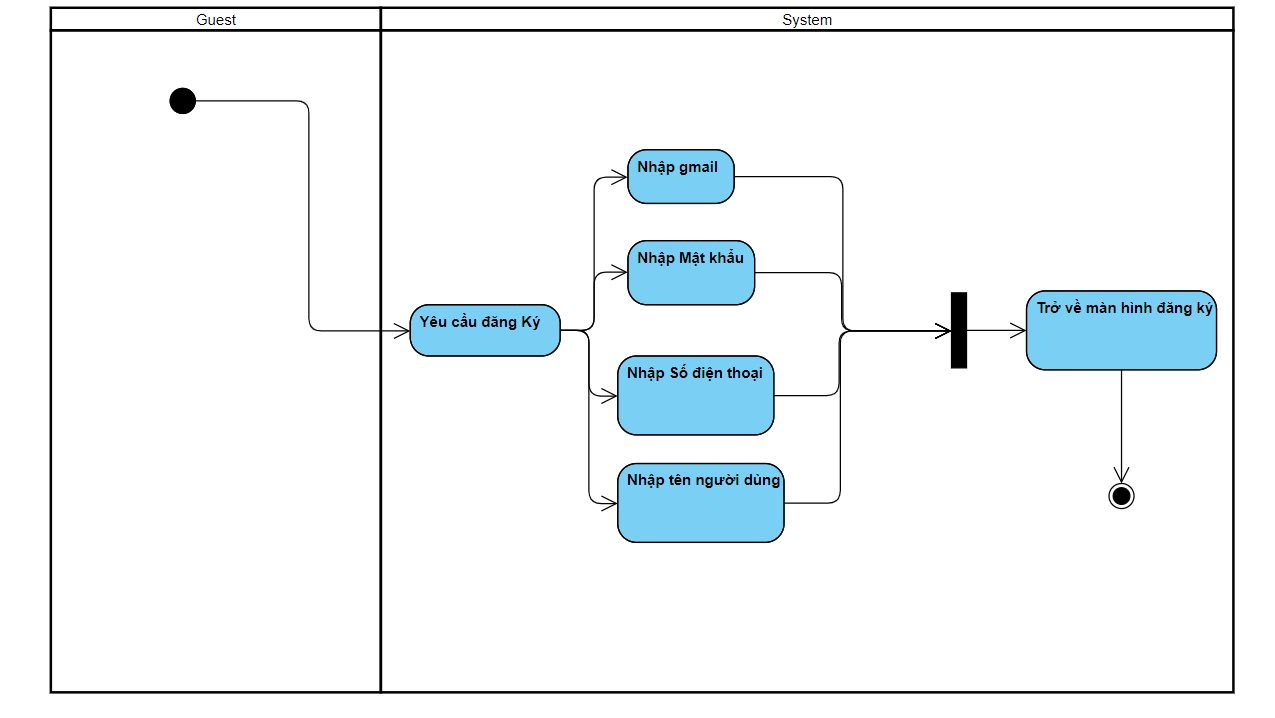 Guest
System
Nhập gmail
Nhập Mật khẩu
Yêu cầu đăng Ký
Nhập Số điện thoại
Nhập tên người dùng
Trở về màn hình đăng ký